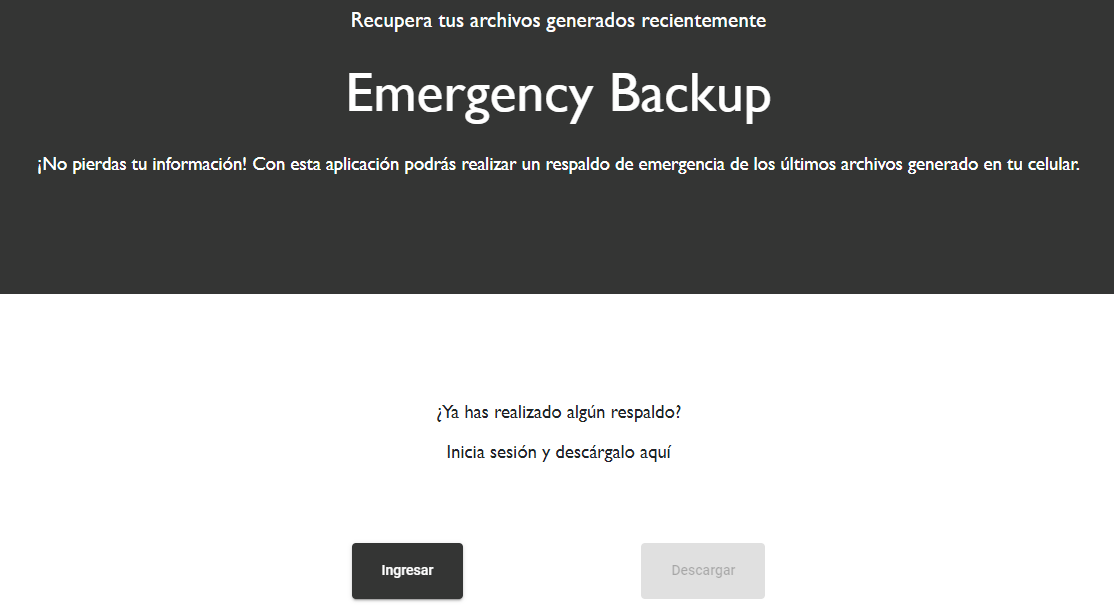 Recupera tus archivos generados recientemente
Emergency Backup
¡No pierdas tu información! Con esta aplicación podrás realizar un respaldo de emergencia de los últimos archivos generado en tu celular.
¿Ya has realizado algún respaldo?
Inicia sesión y descárgalo aquí
Ingresar
Descargar